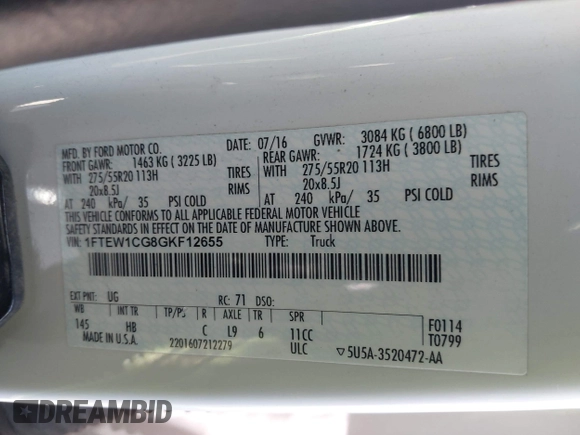 MFD. BY FORD MOTOR CO. DATE: 07/16 GVWR: 3084 KG ( 6800 LB)
FRONT GAWR: 1463 KG ( 3225 LB) REAR GAWR: 1724 KG ( 3800 LB)
WITH 275/55R20 113H TIRES WITH 275/55R20 113H TIRES
20x8.5J RIMS 20x8.5J RIMS
AT 240 kPa/ 35 PSI COLD AT 240 kPa/ 35 PSI COLD
THIS VEHICLE CONFORMS TO ALL APPLICABLE FEDERAL MOTOR VEHICLE
SAFETY STANDARDS IN EFFECT ON THE DATE OF MANUFACTURE SHOWN ABOVE.
VIN: 1FTEW1CG8GKF12655 TYPE: Truck
EXT PNT: UG RC: 71 DSO:
WB INT TR TP/PS R AXLE TR SPR
145 HB C L9 6 11CC F0114
MADE IN U.S.A. 2201607212279 ULC ▽5U5A-3520472-AA T0799
DREAMBID